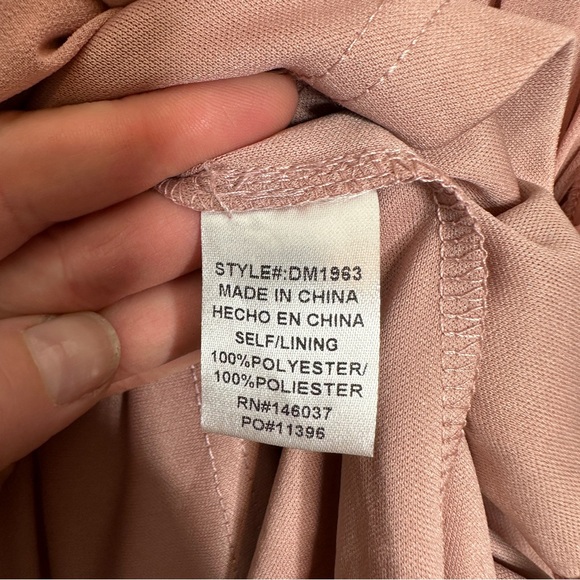 STYLE#:DM1963
MADE IN CHINA
HECHO EN CHINA
SELF/LINING
100%POLYESTER/
100%POLIESTER
RN#146037
PO#11396